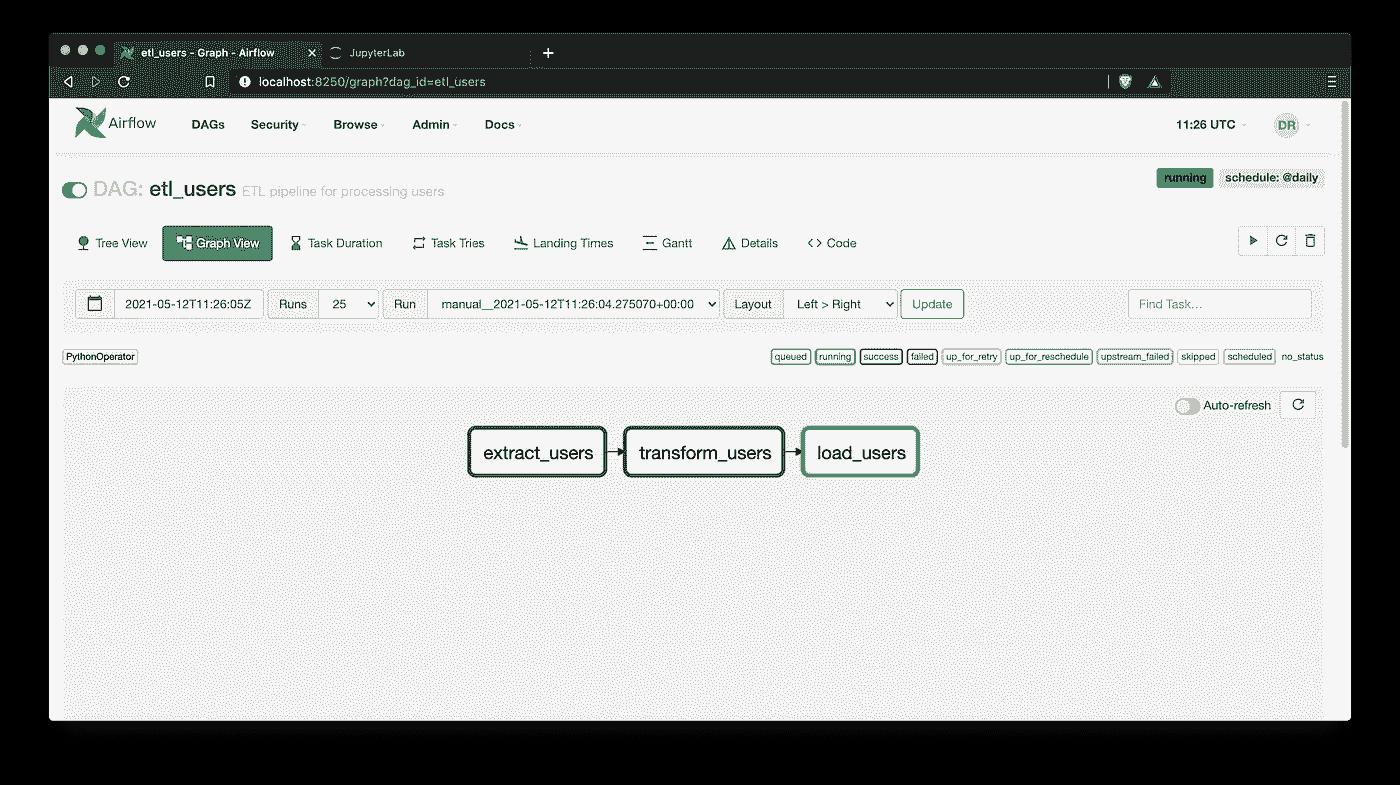 etl_users - Graph - Airflow
JupyterLab
localhost:8250/graph?dag_id=etl_users
Airflow DAGs Security Browse Admin Docs 11:26 UTC DR
DAG: etl_users ETL pipeline for processing users running schedule: @daily
Tree View Graph View Task Duration Task Tries Landing Times Gantt Details Code
2021-05-12T11:26:05Z Runs 25 Run manual__2021-05-12T11:26:04.275070+00:00 Layout Left > Right Update Find Task...
PythonOperator queued running success failed up_for_retry up_for_reschedule upstream_failed skipped scheduled no_status
Auto-refresh
extract_users transform_users load_users